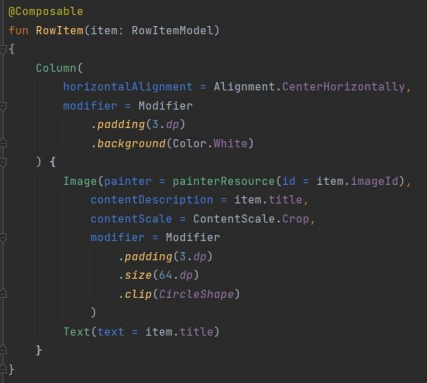 @Composable
fun RowItem(item: RowItemModel)
{
    Column(
        horizontalAlignment = Alignment.CenterHorizontally,
        modifier = Modifier
            .padding(3.dp)
            .background(Color.White)
    ) {
        Image(painter = painterResource(id = item.imageId),
            contentDescription = item.title,
            contentScale = ContentScale.Crop,
            modifier = Modifier
                .padding(3.dp)
                .size(64.dp)
                .clip(CircleShape)
            )
        Text(text = item.title)
    }
}